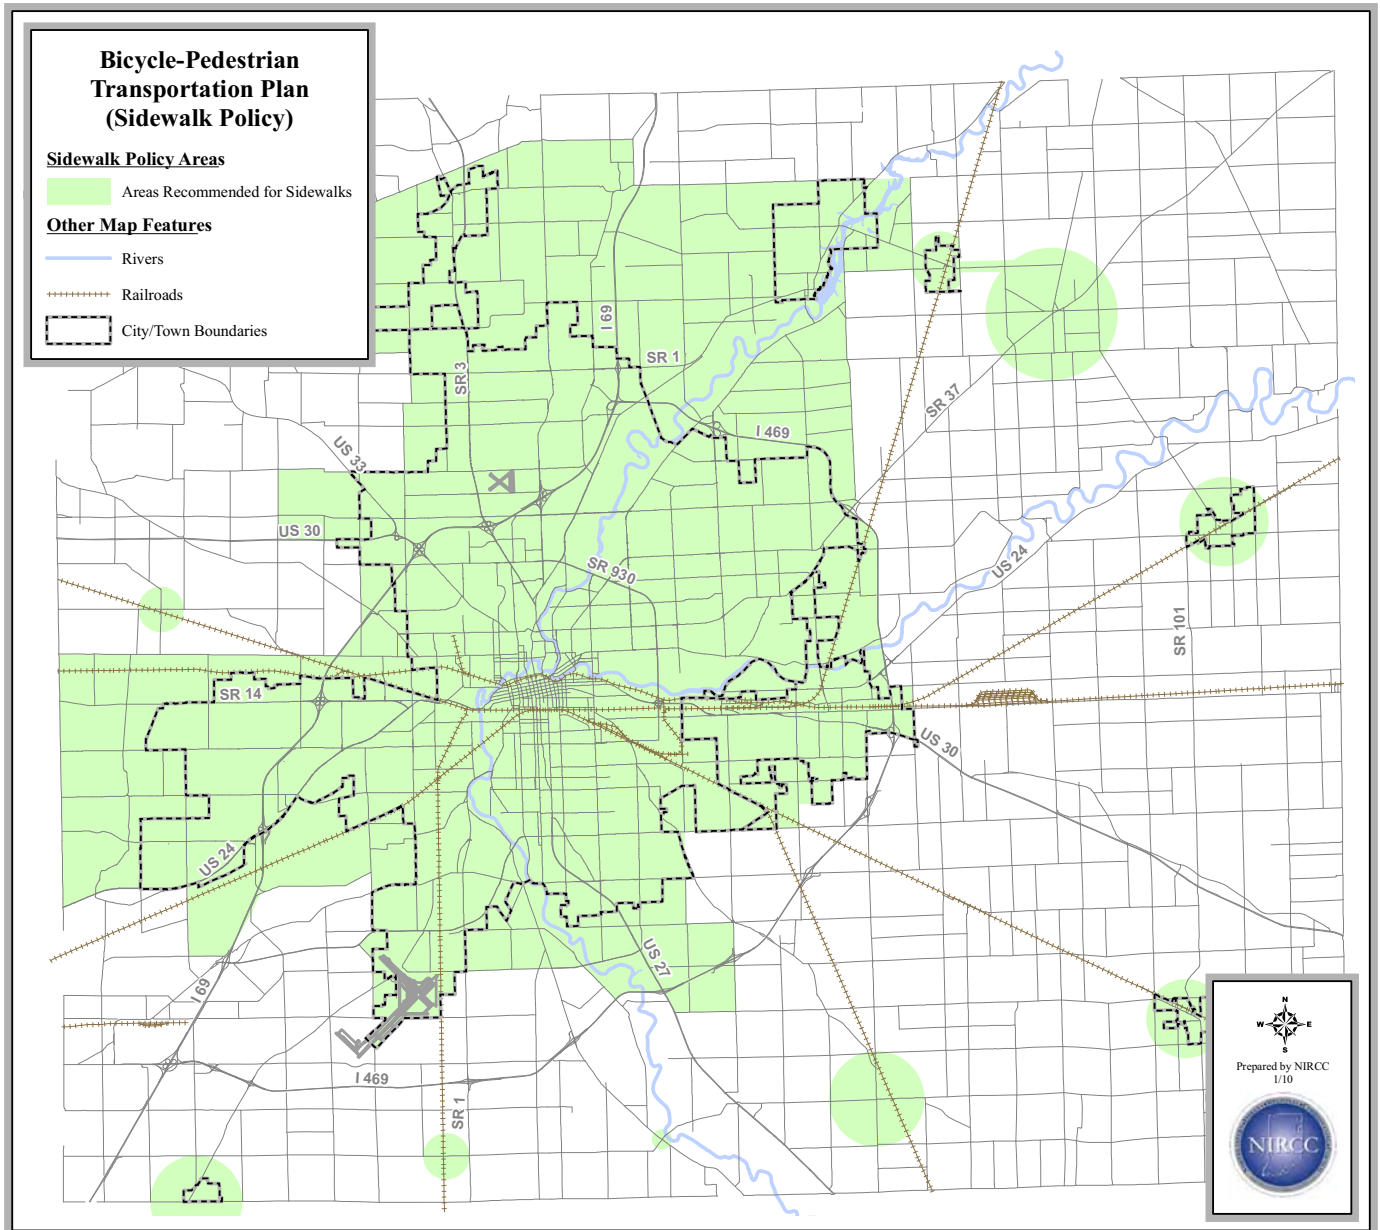 Bicycle-Pedestrian
Transportation Plan
(Sidewalk Policy)
Sidewalk Policy Areas
Areas Recommended for Sidewalks
Other Map Features
Rivers
Railroads
City/Town Boundaries
I 69
SR 1
SR 3
SR 37
I 469
US 33
US 30
SR 930
US 24
SR 101
SR 14
US 30
US 24
US 27
I 69
I 469
SR 1
N
W E
S
Prepared by NIRCC
1/10
NIRCC